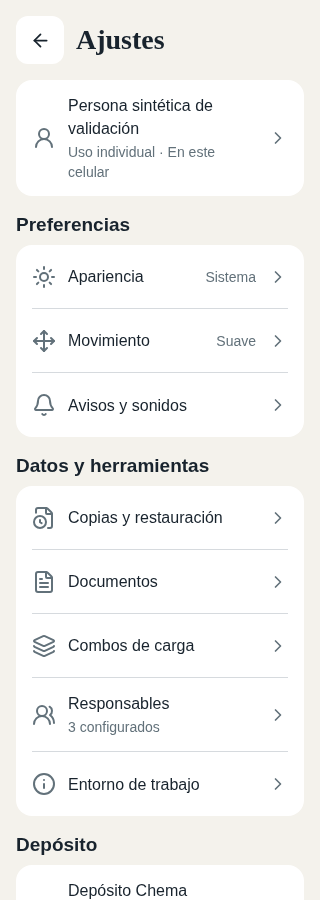 Ajustes
Persona sintética de
validación
Uso individual · En este
celular
Preferencias
Apariencia Sistema
Movimiento Suave
Avisos y sonidos
Datos y herramientas
Copias y restauración
Documentos
Combos de carga
Responsables
3 configurados
Entorno de trabajo
Depósito
Depósito Chema